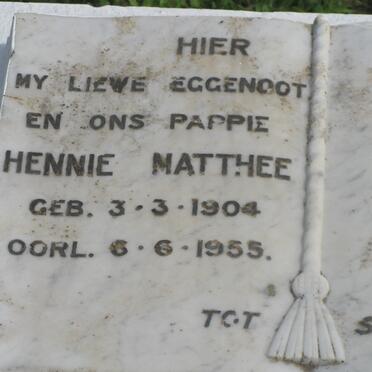 HIER
MY LIEWE EGGENOOT
EN ONS PAPPIE
HENNIE MATTHEE
GEB. 3-3-1904
OORL. 6-6-1955.
TOT
S